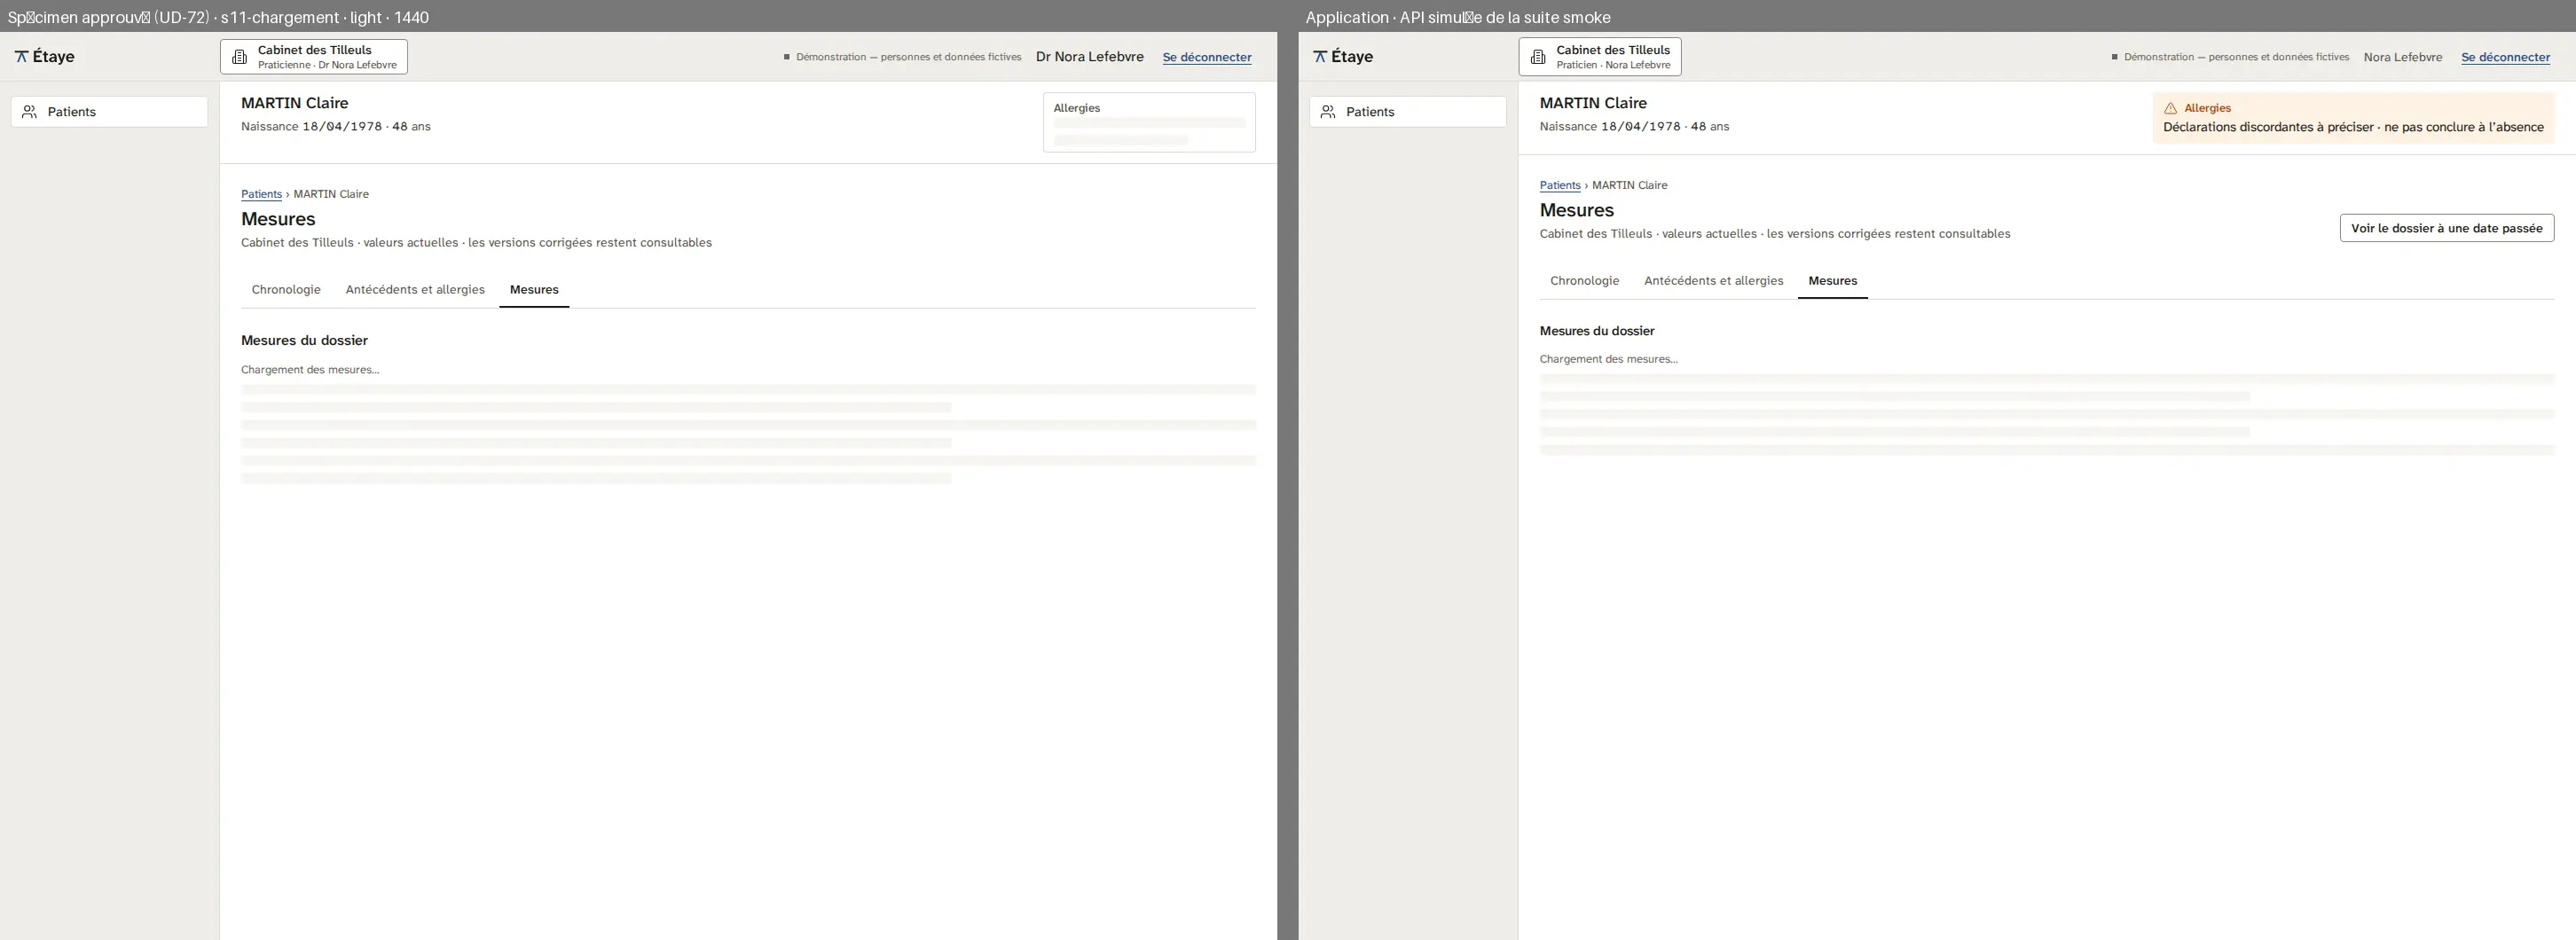 Sp□cimen approuv□ (UD-72) · s11-chargement · light · 1440
Étaye
Cabinet des Tilleuls
Praticienne · Dr Nora Lefebvre
Démonstration — personnes et données fictives
Dr Nora Lefebvre
Se déconnecter
Patients
MARTIN Claire
Naissance 18/04/1978 · 48 ans
Allergies
Patients › MARTIN Claire
Mesures
Cabinet des Tilleuls · valeurs actuelles · les versions corrigées restent consultables
Chronologie
Antécédents et allergies
Mesures
Mesures du dossier
Chargement des mesures…
Application · API simul□e de la suite smoke
Étaye
Cabinet des Tilleuls
Praticien · Nora Lefebvre
Démonstration — personnes et données fictives
Nora Lefebvre
Se déconnecter
Patients
MARTIN Claire
Naissance 18/04/1978 · 48 ans
Allergies
Déclarations discordantes à préciser · ne pas conclure à l’absence
Patients › MARTIN Claire
Mesures
Cabinet des Tilleuls · valeurs actuelles · les versions corrigées restent consultables
Voir le dossier à une date passée
Chronologie
Antécédents et allergies
Mesures
Mesures du dossier
Chargement des mesures…